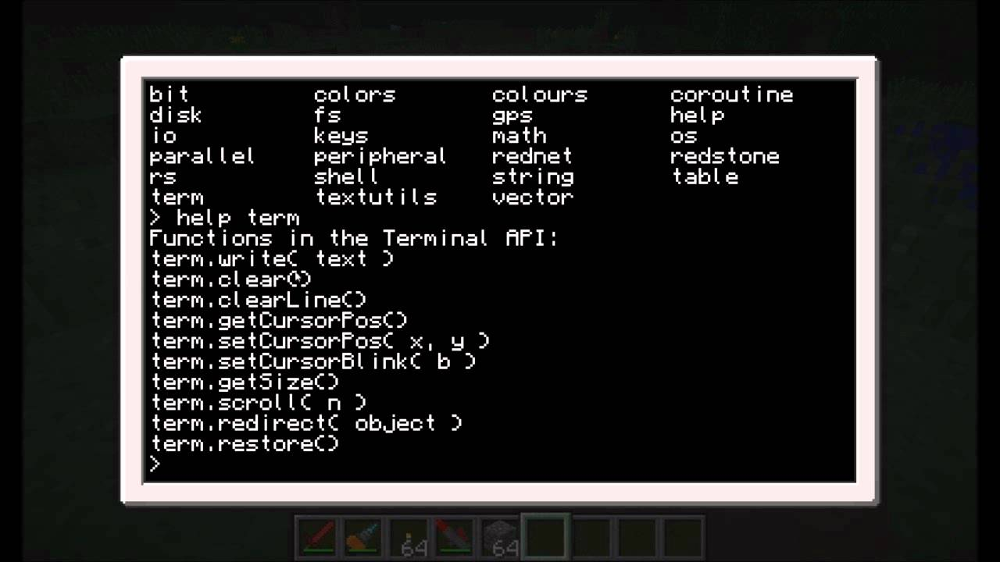 bit colors colours coroutine
disk fs gps help
io keys math os
parallel peripheral rednet redstone
rs shell string table
term textutils vector
> help term
Functions in the Terminal API:
term.write( text )
term.clear()
term.clearLine()
term.getCursorPos()
term.setCursorPos( x, y )
term.setCursorBlink( b )
term.getSize()
term.scroll( n )
term.redirect( object )
term.restore()
>
64 64